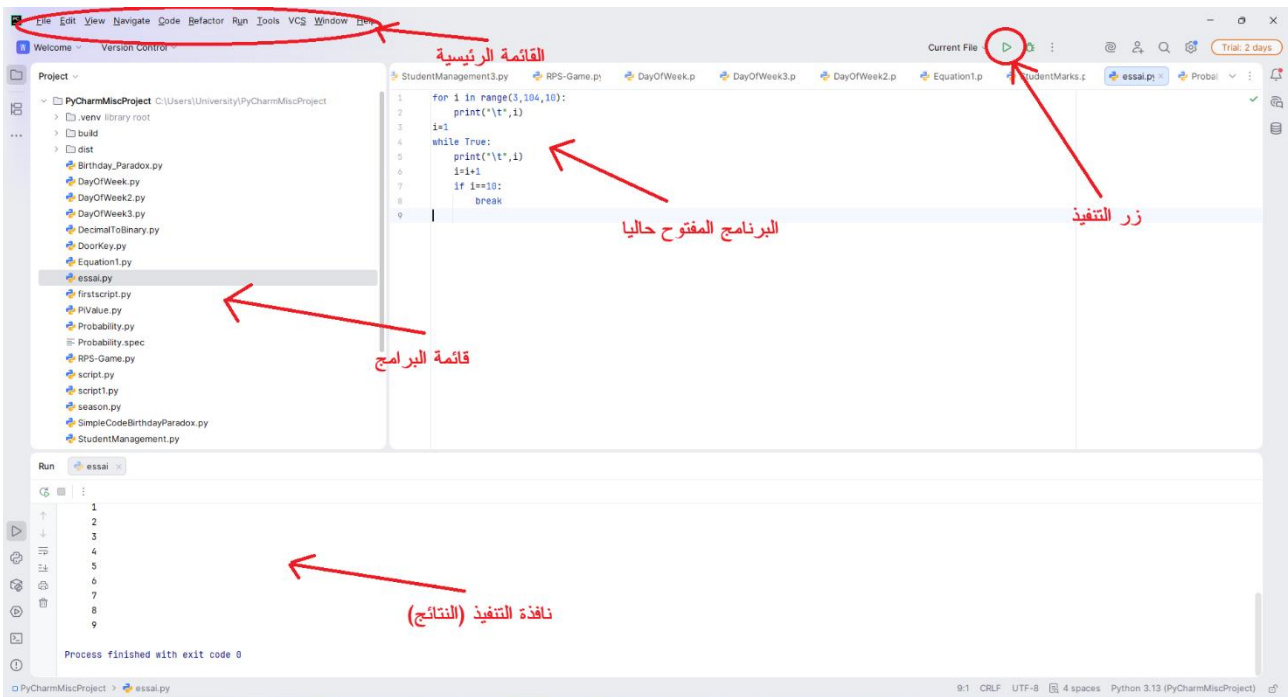 File Edit View Navigate Code Refactor Run Tools VCS Window Help
القائمة الرئيسية
Welcome Version Control
Current File
Trial: 2 days
Project
StudentManagement3.py RPS-Game.py DayOfWeek.p DayOfWeek3.p DayOfWeek2.p Equation1.p StudentMarks.p essai.py Probal
PyCharmMiscProject C:\Users\University\PyCharmMiscProject
.venv library root
build
dist
Birthday_Paradox.py
DayOfWeek.py
DayOfWeek2.py
DayOfWeek3.py
DecimalToBinary.py
DoorKey.py
Equation1.py
essai.py
firstscript.py
PiValue.py
Probability.py
Probability.spec
RPS-Game.py
script.py
script1.py
season.py
SimpleCodeBirthdayParadox.py
StudentManagement.py
قائمة البرامج
1 for i in range(3,104,10):
2 print("\t",i)
3 i=1
4 while True:
5 print("\t",i)
6 i=i+1
7 if i==10:
8 break
9
البرنامج المفتوح حاليا
زر التنفيذ
Run essai
1
2
3
4
5
6
7
8
9
نافذة التنفيذ (النتائج)
Process finished with exit code 0
PyCharmMiscProject > essai.py
9:1 CRLF UTF-8 4 spaces Python 3.13 (PyCharmMiscProject)